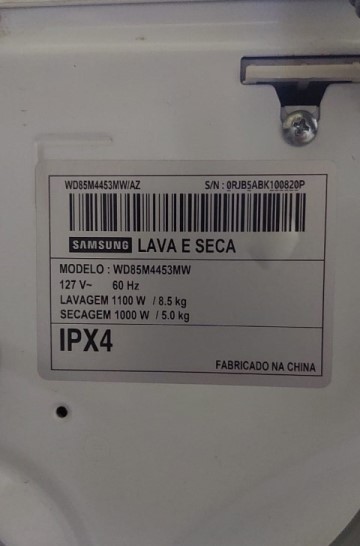 WD85M4453MW/AZ S/N : 0RJB5ABK100820P
SAMSUNG LAVA E SECA
MODELO : WD85M4453MW
127 V~ 60 Hz
LAVAGEM 1100 W / 8.5 kg
SECAGEM 1000 W / 5.0 kg
IPX4
FABRICADO NA CHINA